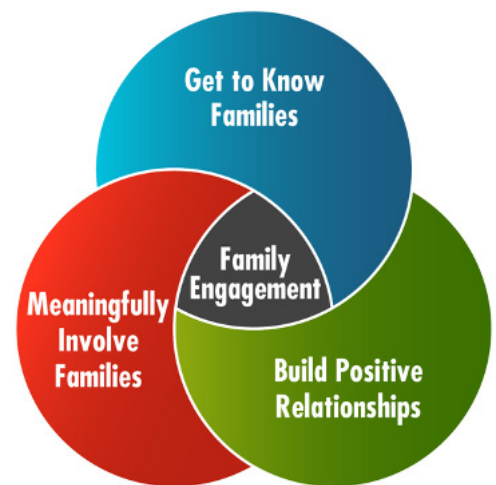 Get to Know
Families
Family
Engagement
Meaningfully
Involve
Families
Build Positive
Relationships